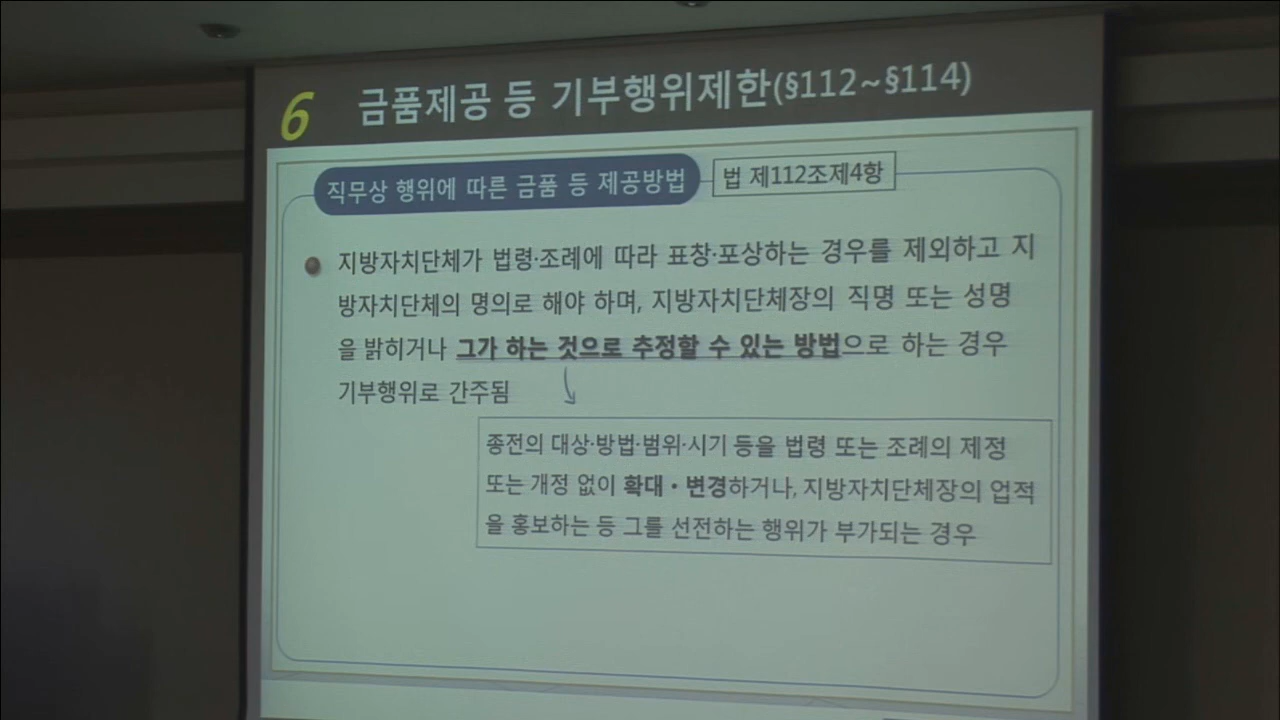 6 금품제공 등 기부행위제한(§112~§114)
직무상 행위에 따른 금품 등 제공방법 법 제112조제4항
지방자치단체가 법령·조례에 따라 표창·포상하는 경우를 제외하고 지
방자치단체의 명의로 해야 하며, 지방자치단체장의 직명 또는 성명
을 밝히거나 그가 하는 것으로 추정할 수 있는 방법으로 하는 경우
기부행위로 간주됨
종전의 대상·방법·범위·시기 등을 법령 또는 조례의 제정
또는 개정 없이 확대·변경하거나, 지방자치단체장의 업적
을 홍보하는 등 그를 선전하는 행위가 부가되는 경우